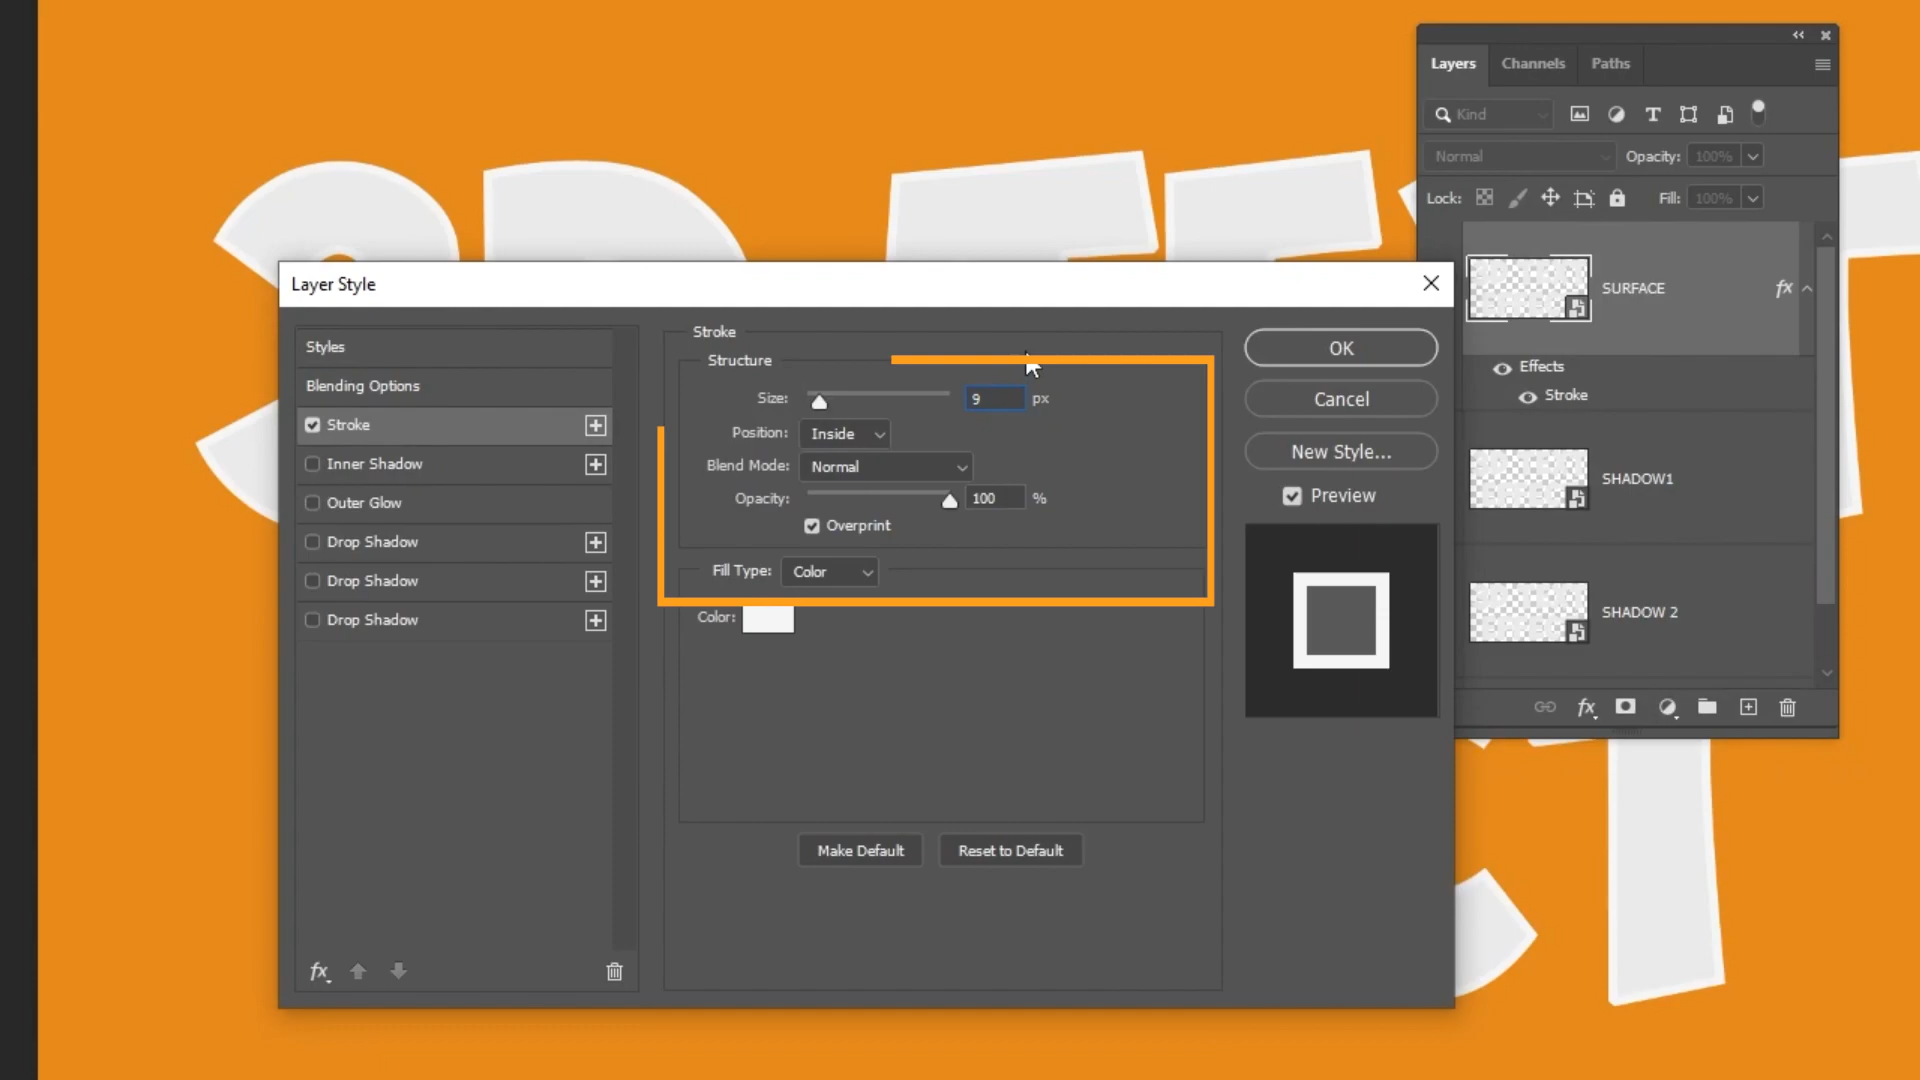 Layers Channels Paths
Kind
Normal Opacity: 100%
Lock: Fill: 100%
SURFACE fx
Effects
Stroke
SHADOW1
SHADOW 2
fx
Layer Style
Styles
Blending Options
Stroke
Inner Shadow
Outer Glow
Drop Shadow
Drop Shadow
Drop Shadow
fx
Stroke
Structure
Size: 9 px
Position: Inside
Blend Mode: Normal
Opacity: 100 %
Overprint
Fill Type: Color
Color:
Make Default Reset to Default
OK
Cancel
New Style...
Preview